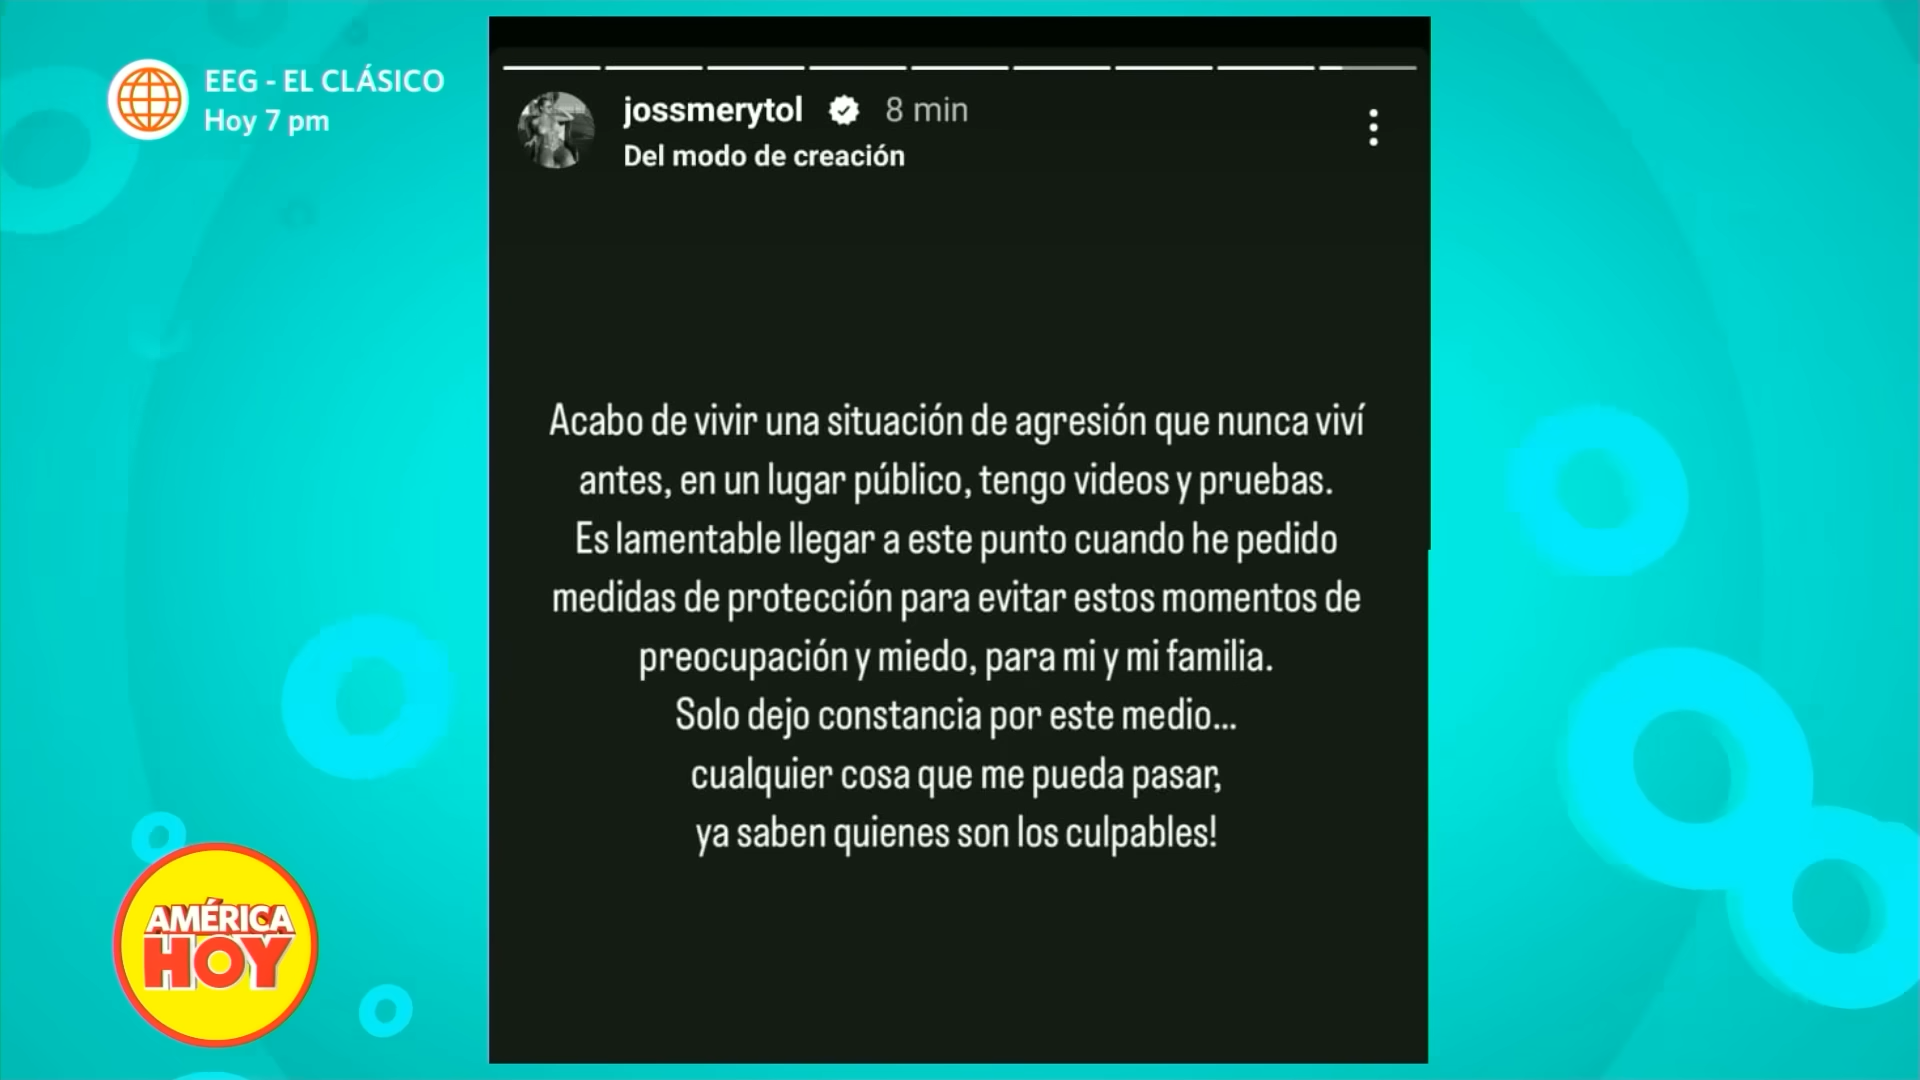 EEG - EL CLÁSICO
Hoy 7 pm
jossmerytol 8 min
Del modo de creación
Acabo de vivir una situación de agresión que nunca viví
antes, en un lugar público, tengo videos y pruebas.
Es lamentable llegar a este punto cuando he pedido
medidas de protección para evitar estos momentos de
preocupación y miedo, para mi y mi familia.
Solo dejo constancia por este medio...
cualquier cosa que me pueda pasar,
ya saben quienes son los culpables!
AMÉRICA
HOY